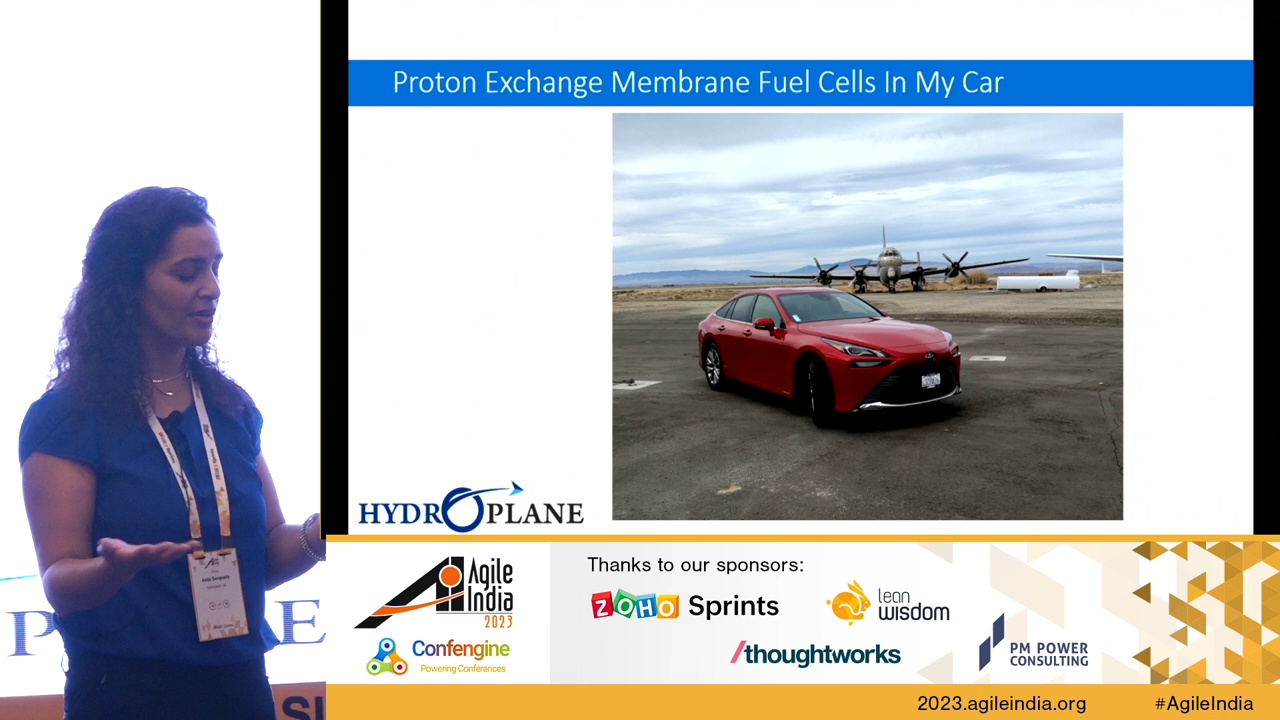 Proton Exchange Membrane Fuel Cells In My Car
HYDROPLANE
Agile
India
2023
Confengine
Powering Conferences
Thanks to our sponsors:
ZOHO Sprints
lean
wisdom
/thoughtworks
PM POWER
CONSULTING
2023.agileindia.org
#AgileIndia